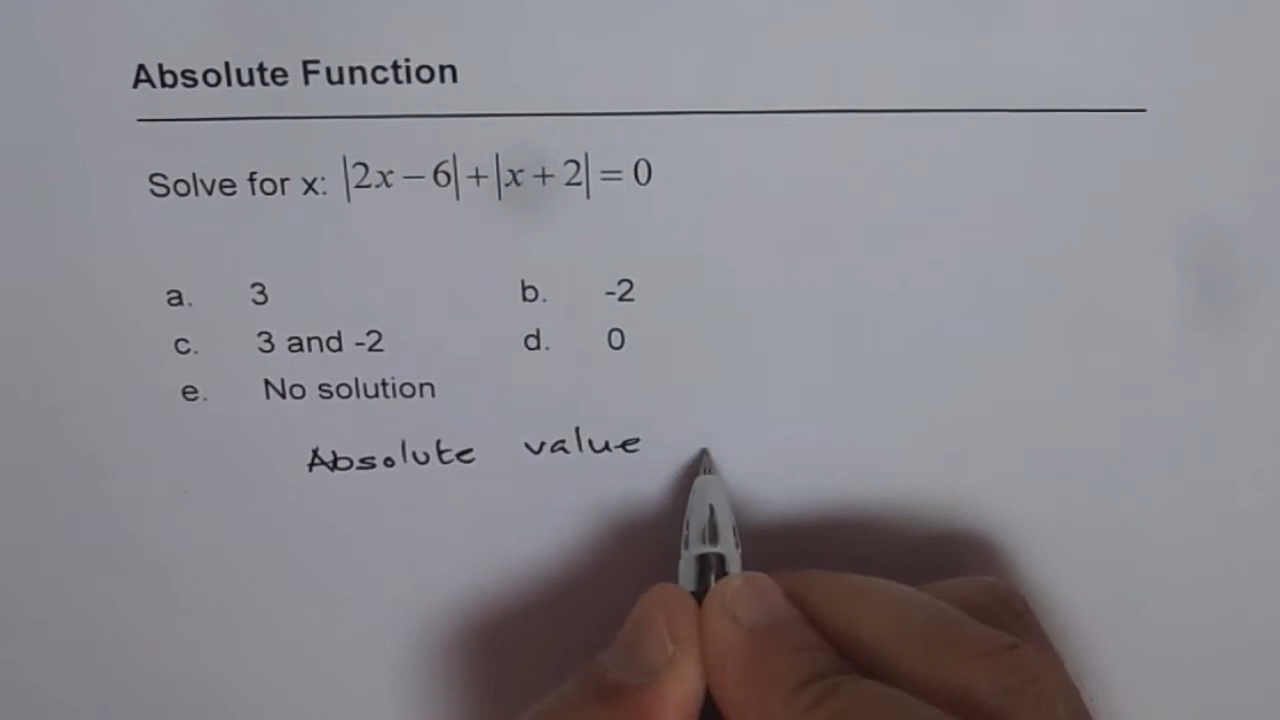 Absolute Function
Solve for x: |2x − 6| + |x + 2| = 0
a. 3 b. -2
c. 3 and -2 d. 0
e. No solution
Absolute value